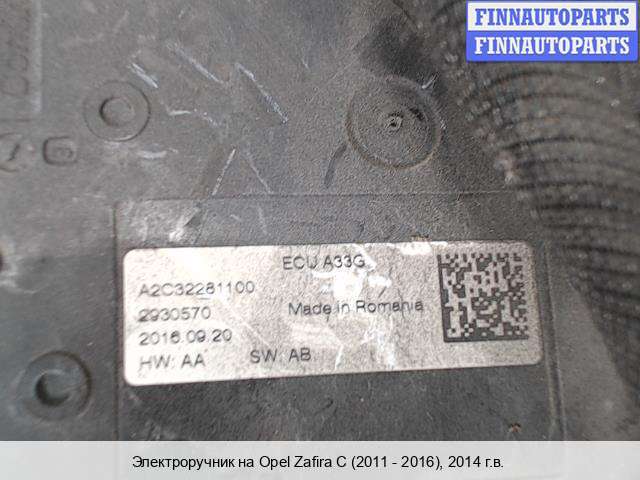 FINNAUTOPARTS
FINNAUTOPARTS
ECU A33G
A2C32281100
2930570
Made in Romania
2016.09.20
HW: AA SW: AB
Электроручник на Opel Zafira C (2011 - 2016), 2014 г.в.